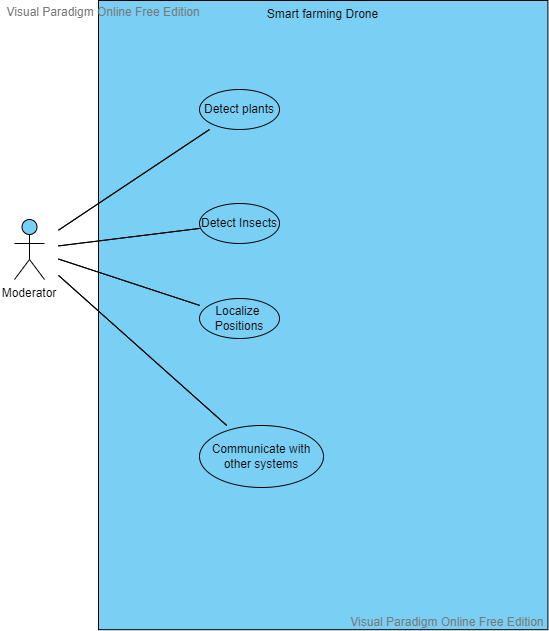 Visual Paradigm Online Free Edition
Smart farming Drone
Detect plants
Detect Insects
Moderator
Localize
Positions
Communicate with
other systems
Visual Paradigm Online Free Edition